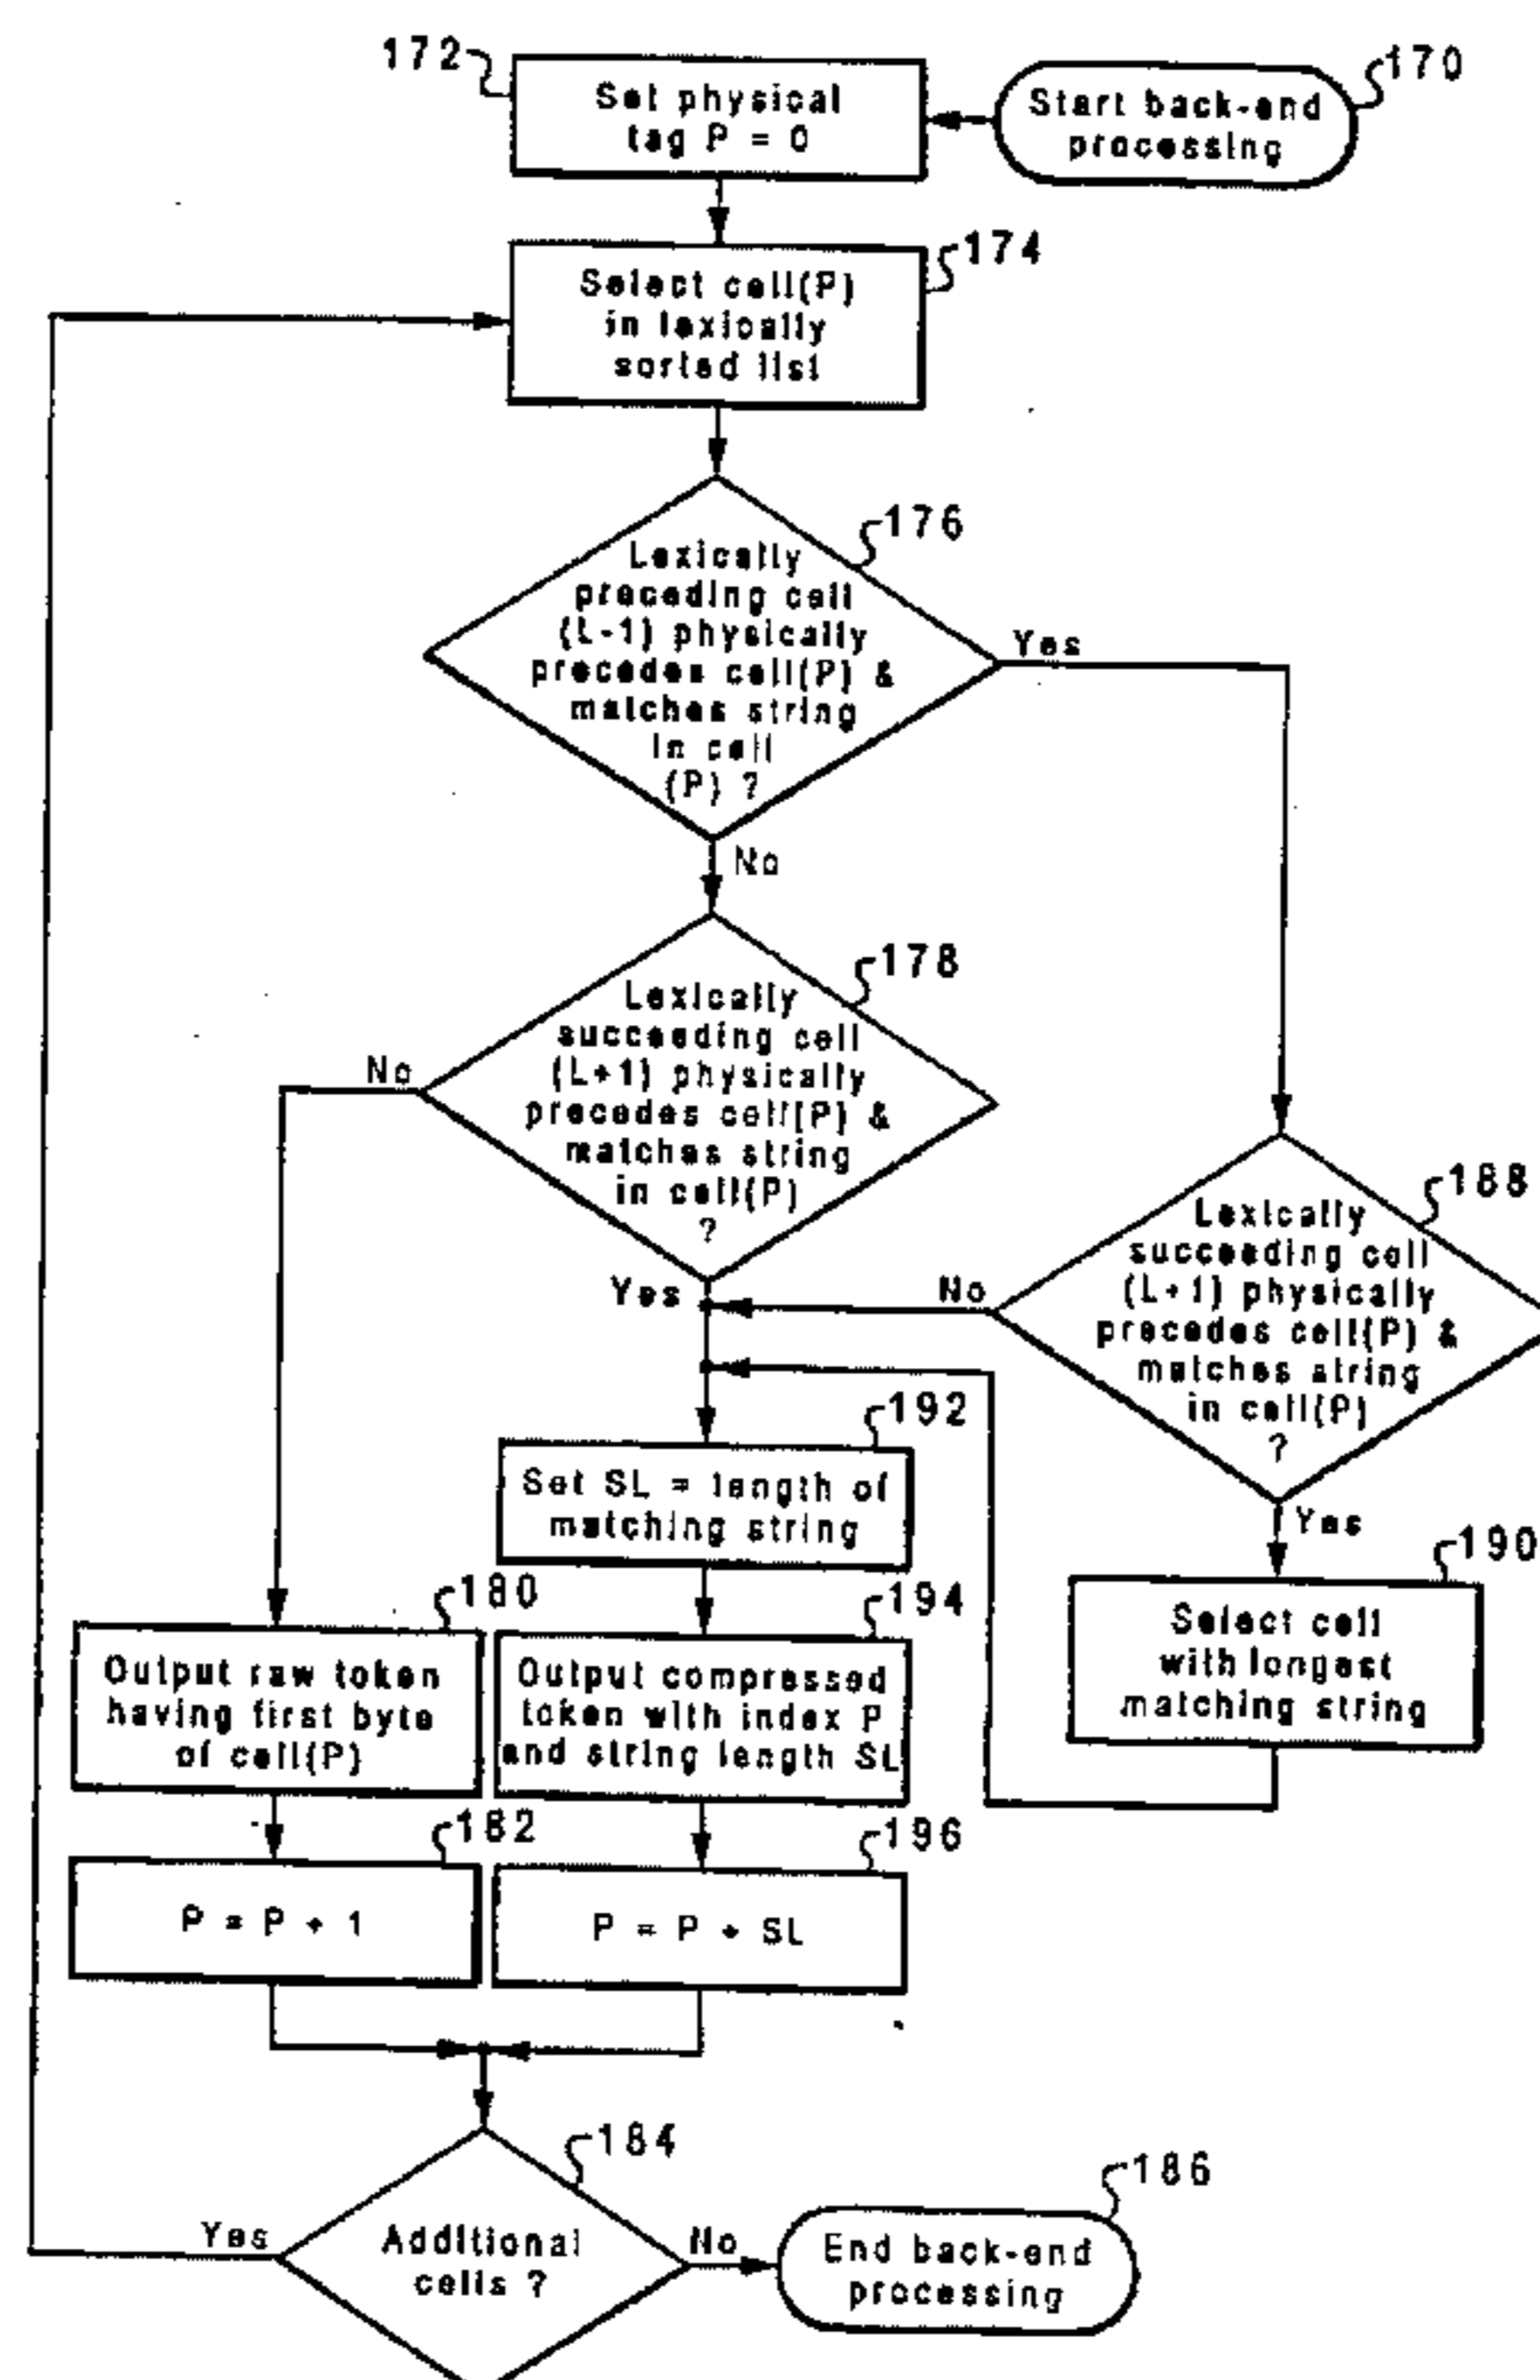 172
Set physical
tag P = 0
170
Start back-end
processing
174
Select cell(P)
in lexically
sorted list
176
Lexically
preceding cell
(L-1) physically
precedes cell(P) &
matches string
in cell
(P) ?
Yes
No
178
Lexically
succeeding cell
(L+1) physically
precedes cell(P) &
matches string
in cell(P)
?
No
Yes
188
Lexically
succeeding cell
(L+1) physically
precedes cell(P) &
matches string
in cell(P)
?
No
Yes
192
Set SL = length of
matching string
190
Select cell
with longest
matching string
180
Output raw token
having first byte
of cell(P)
194
Output compressed
token with index P
and string length SL
182
P = P + 1
196
P = P + SL
184
Additional
cells ?
Yes
No
186
End back-end
processing